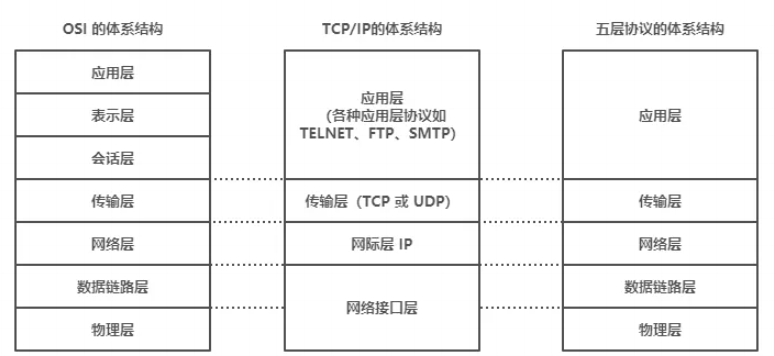 OSI 的体系结构
应用层
表示层
会话层
传输层
网络层
数据链路层
物理层
TCP/IP的体系结构
应用层
（各种应用层协议如
TELNET、FTP、SMTP）
传输层（TCP 或 UDP）
网际层 IP
网络接口层
五层协议的体系结构
应用层
传输层
网络层
数据链路层
物理层